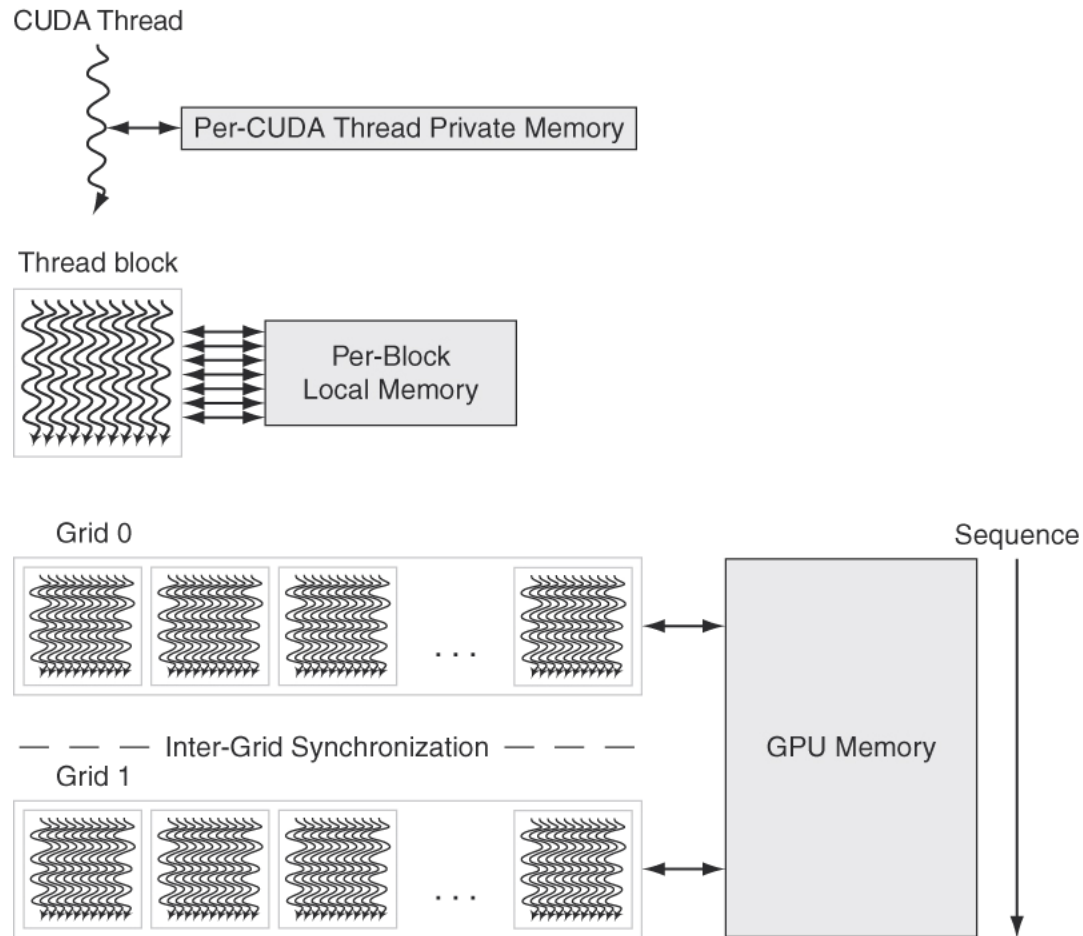 CUDA Thread
Per-CUDA Thread Private Memory
Thread block
Per-Block
Local Memory
Grid 0
Sequence
. . .
Inter-Grid Synchronization
GPU Memory
Grid 1
. . .